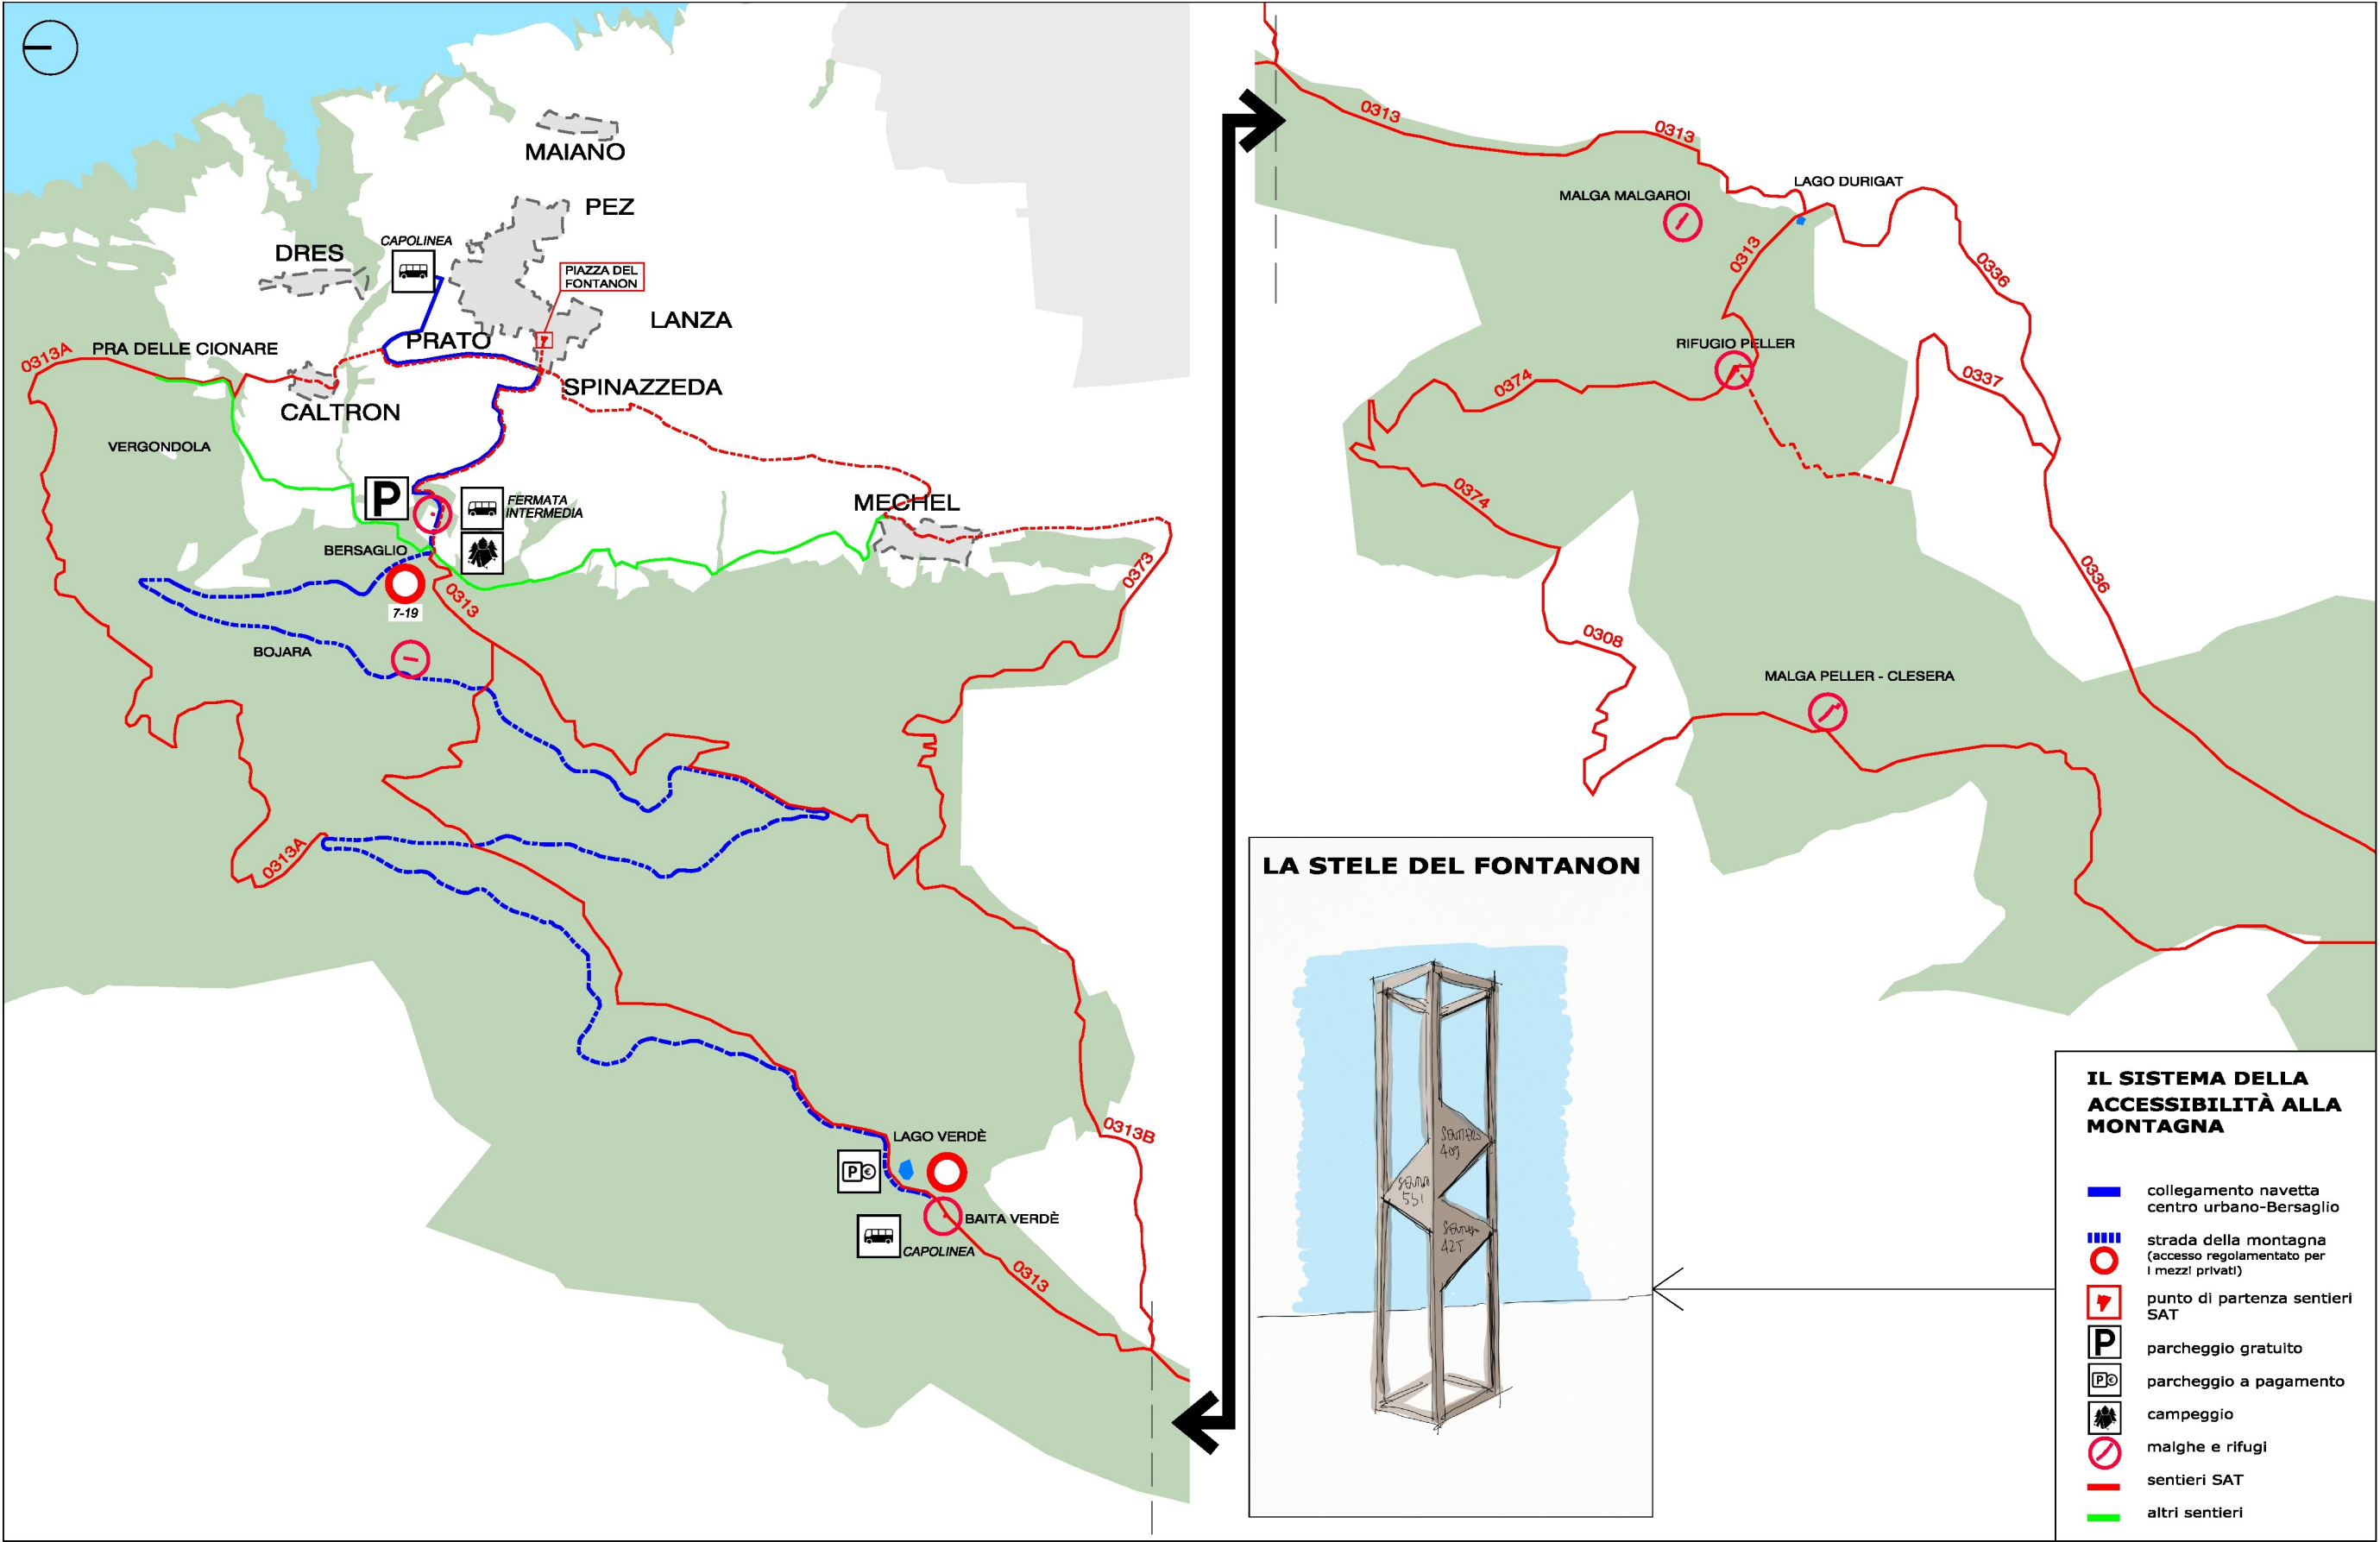 MAIANO
PEZ
CAPOLINEA
DRES
PIAZZA DEL
FONTANON
LANZA
PRATO
0313A
PRA DELLE CIONARE
SPINAZZEDA
CALTRON
VERGONDOLA
P
FERMATA
INTERMEDIA
MECHEL
BERSAGLIO
0373
7-19
0313
BOJARA
0313A
LAGO VERDÈ
0313B
P€
BAITA VERDÈ
CAPOLINEA
0313
0313
0313
LAGO DURIGAT
MALGA MALGAROI
0313
0336
RIFUGIO PELLER
0374
0337
0374
0336
0308
MALGA PELLER - CLESERA
LA STELE DEL FONTANON
409
551
425
IL SISTEMA DELLA
ACCESSIBILITÀ ALLA
MONTAGNA
collegamento navetta
centro urbano-Bersaglio
strada della montagna
(accesso regolamentato per
i mezzi privati)
punto di partenza sentieri
SAT
P parcheggio gratuito
P€ parcheggio a pagamento
campeggio
malghe e rifugi
sentieri SAT
altri sentieri